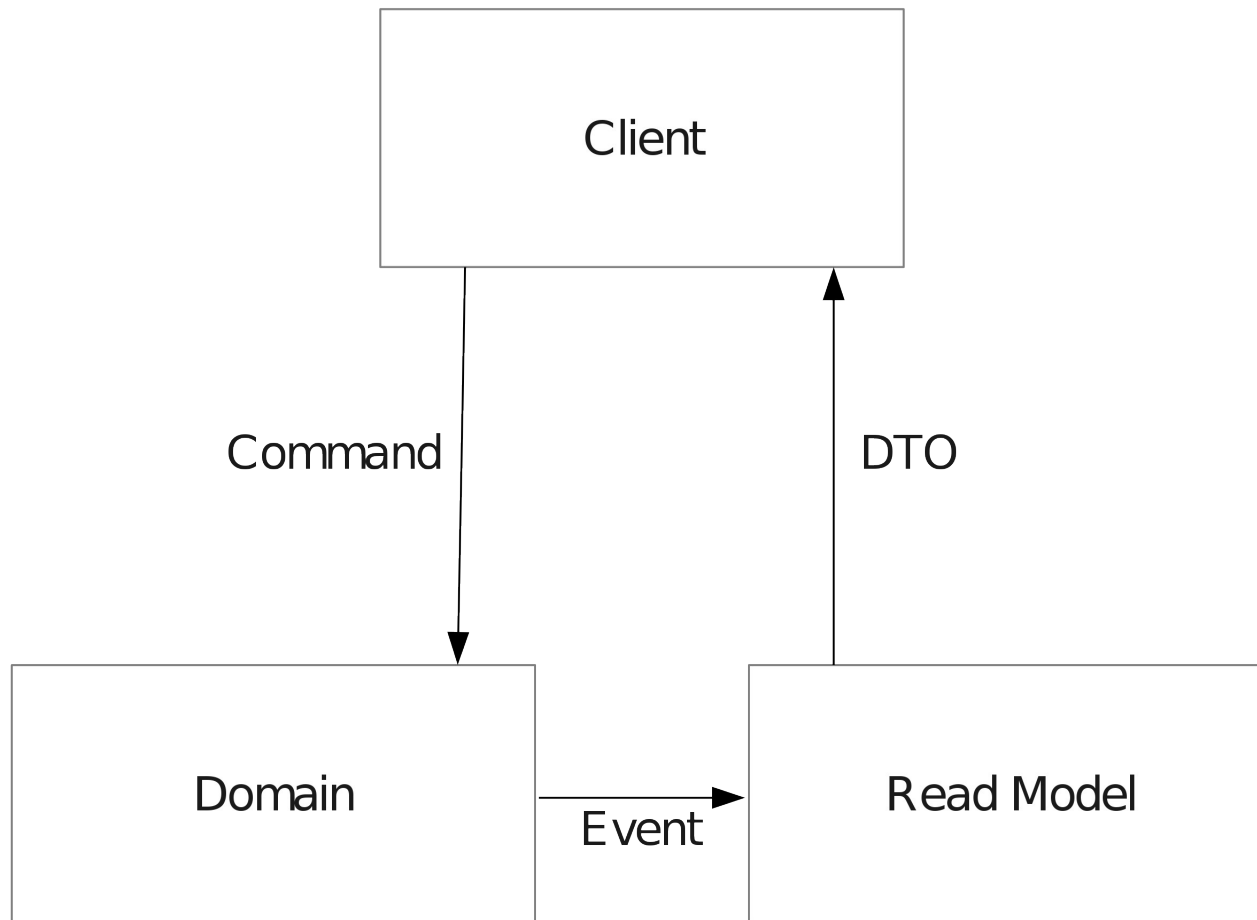 Client
Command
DTO
Domain
Event
Read Model